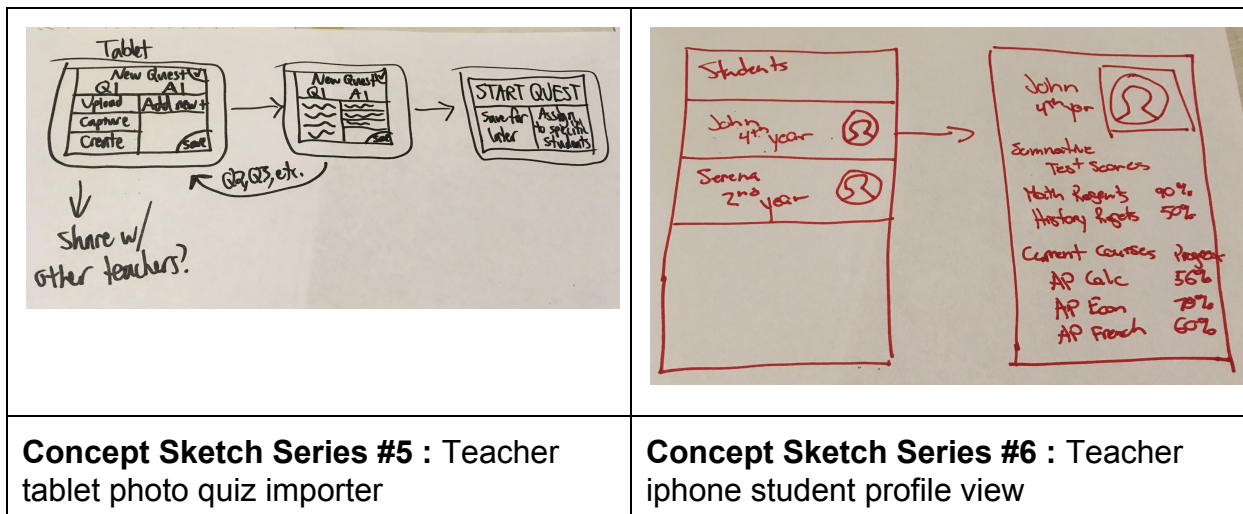 Tablet
New Quest
Q1 A1
Upload Add new +
Capture
Create Save
Q2, Q3, etc.
Share w/
other teachers?
New Quest
Q1 A1
Save
START QUEST
Save for Assign
later to specific
students
Students
John
4th year
Serena
2nd year
John
4th yr
Summative
Test Scores
Math Regents 90%
History 50%
Current Courses Progress
AP Calc 56%
AP Econ
AP French 60%
Concept Sketch Series #5 : Teacher
tablet photo quiz importer
Concept Sketch Series #6 : Teacher
iphone student profile view